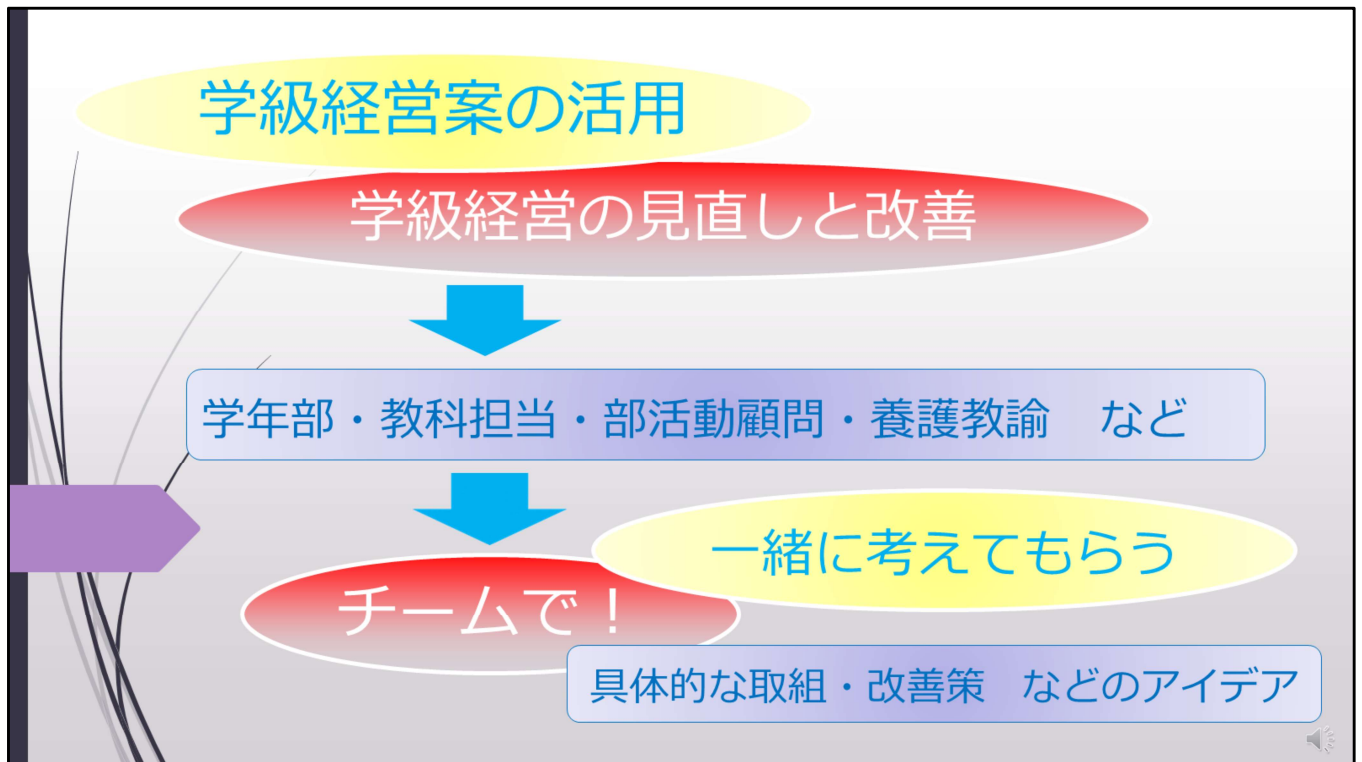 学級経営案の活用
学級経営の見直しと改善
学年部・教科担当・部活動顧問・養護教諭　など
一緒に考えてもらう
チームで！
具体的な取組・改善策　などのアイデア